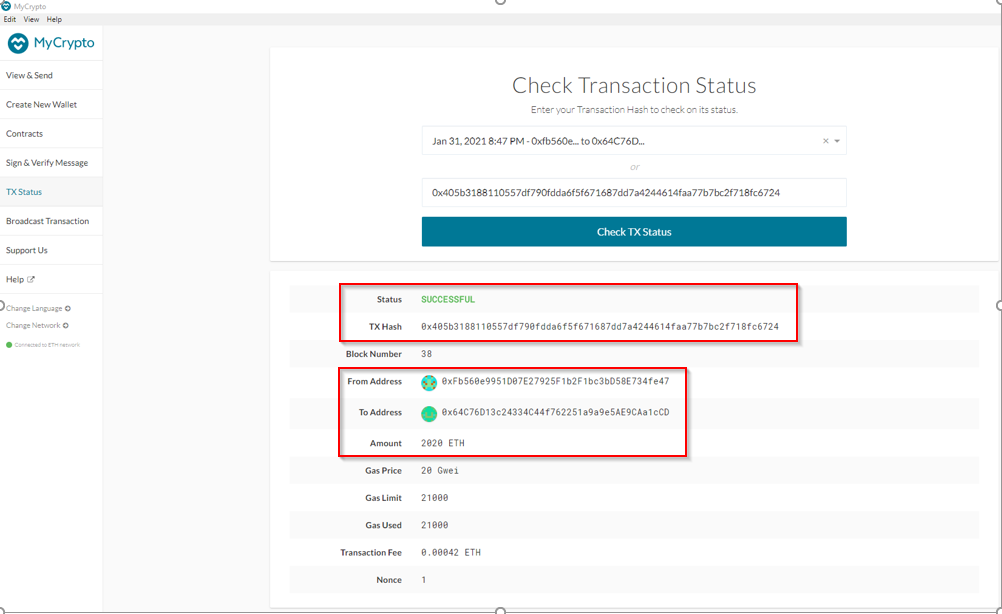 MyCrypto
Edit View Help
MyCrypto
View & Send
Create New Wallet
Contracts
Sign & Verify Message
TX Status
Broadcast Transaction
Support Us
Help
Change Language
Change Network
Connected to ETH network
Check Transaction Status
Enter your Transaction Hash to check on its status.
Jan 31, 2021 8:47 PM - 0xfb560e... to 0x64C76D...
or
0x405b3188110557df790fdda6f5f671687dd7a4244614faa77b7bc2f718fc6724
Check TX Status
Status SUCCESSFUL
TX Hash 0x405b3188110557df790fdda6f5f671687dd7a4244614faa77b7bc2f718fc6724
Block Number 38
From Address 0xFb560e9951D07E27925F1b2F1bc3bD58E734fe47
To Address 0x64C76D13c24334C44f762251a9a9e5AE9CAa1cCD
Amount 2020 ETH
Gas Price 20 Gwei
Gas Limit 21000
Gas Used 21000
Transaction Fee 0.00042 ETH
Nonce 1